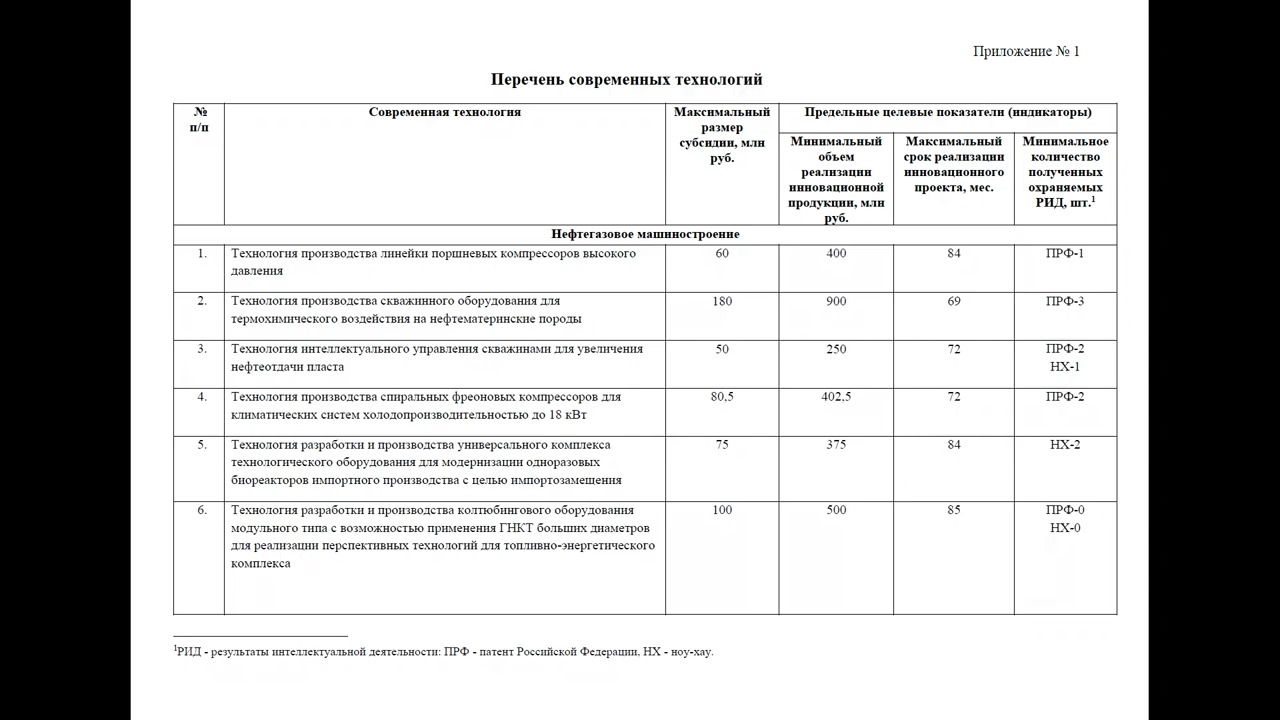 Приложение № 1
Перечень современных технологий
№
п/п
Современная технология
Максимальный
размер
субсидии, млн
руб.
Предельные целевые показатели (индикаторы)
Минимальный
объем
реализации
инновационной
продукции, млн
руб.
Максимальный
срок реализации
инновационного
проекта, мес.
Минимальное
количество
полученных
охраняемых
РИД, шт.1
Нефтегазовое машиностроение
1. Технология производства линейки поршневых компрессоров высокого 60 400 84 ПРФ-1
давления
2. Технология производства скважинного оборудования для 180 900 69 ПРФ-3
термохимического воздействия на нефтематеринские породы
3. Технология интеллектуального управления скважинами для увеличения 50 250 72 ПРФ-2
нефтеотдачи пласта НХ-1
4. Технология производства спиральных фреоновых компрессоров для 80,5 402,5 72 ПРФ-2
климатических систем холодопроизводительностью до 18 кВт
5. Технология разработки и производства универсального комплекса 75 375 84 НХ-2
технологического оборудования для модернизации одноразовых
биореакторов импортного производства с целью импортозамещения
6. Технология разработки и производства колтюбингового оборудования 100 500 85 ПРФ-0
модульного типа с возможностью применения ГНКТ больших диаметров НХ-0
для реализации перспективных технологий для топливно-энергетического
комплекса
1РИД - результаты интеллектуальной деятельности: ПРФ - патент Российской Федерации, НХ - ноу-хау.